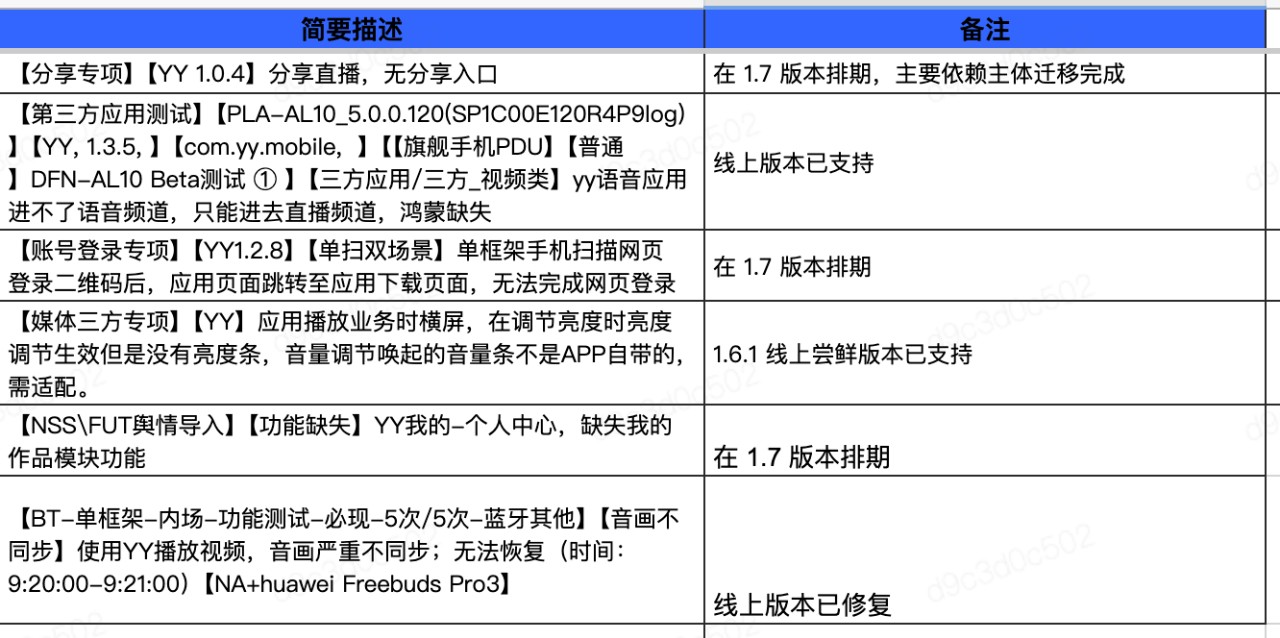 简要描述
备注
【分享专项】【YY 1.0.4】分享直播，无分享入口
在 1.7 版本排期，主要依赖主体迁移完成
【第三方应用测试】【PLA-AL10_5.0.0.120(SP1C00E120R4P9log)
】【YY, 1.3.5, 】【com.yy.mobile, 】【【旗舰手机PDU】【普通
】DFN-AL10 Beta测试 ① 】【三方应用/三方_视频类】yy语音应用
进不了语音频道，只能进去直播频道，鸿蒙缺失
线上版本已支持
【账号登录专项】【YY1.2.8】【单扫双场景】单框架手机扫描网页
登录二维码后，应用页面跳转至应用下载页面，无法完成网页登录
在 1.7 版本排期
【媒体三方专项】【YY】应用播放业务时横屏，在调节亮度时亮度
调节生效但是没有亮度条，音量调节唤起的音量条不是APP自带的，
需适配。
1.6.1 线上尝鲜版本已支持
【NSS\FUT舆情导入】【功能缺失】YY我的-个人中心，缺失我的
作品模块功能
在 1.7 版本排期
【BT-单框架-内场-功能测试-必现-5次/5次-蓝牙其他】【音画不
同步】使用YY播放视频，音画严重不同步；无法恢复（时间：
9:20:00-9:21:00)【NA+huawei Freebuds Pro3】
线上版本已修复
d9c3d0c502